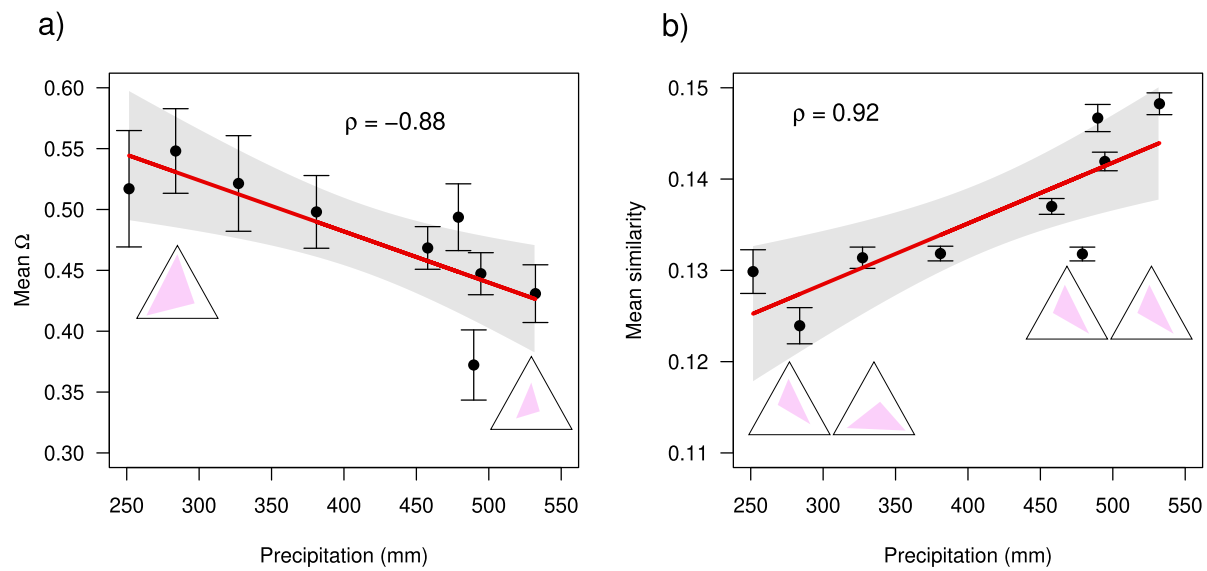 a)
ρ = −0.88
Mean Ω
0.60
0.55
0.50
0.45
0.40
0.35
0.30
250 300 350 400 450 500 550
Precipitation (mm)
b)
ρ = 0.92
Mean similarity
0.15
0.14
0.13
0.12
0.11
250 300 350 400 450 500 550
Precipitation (mm)